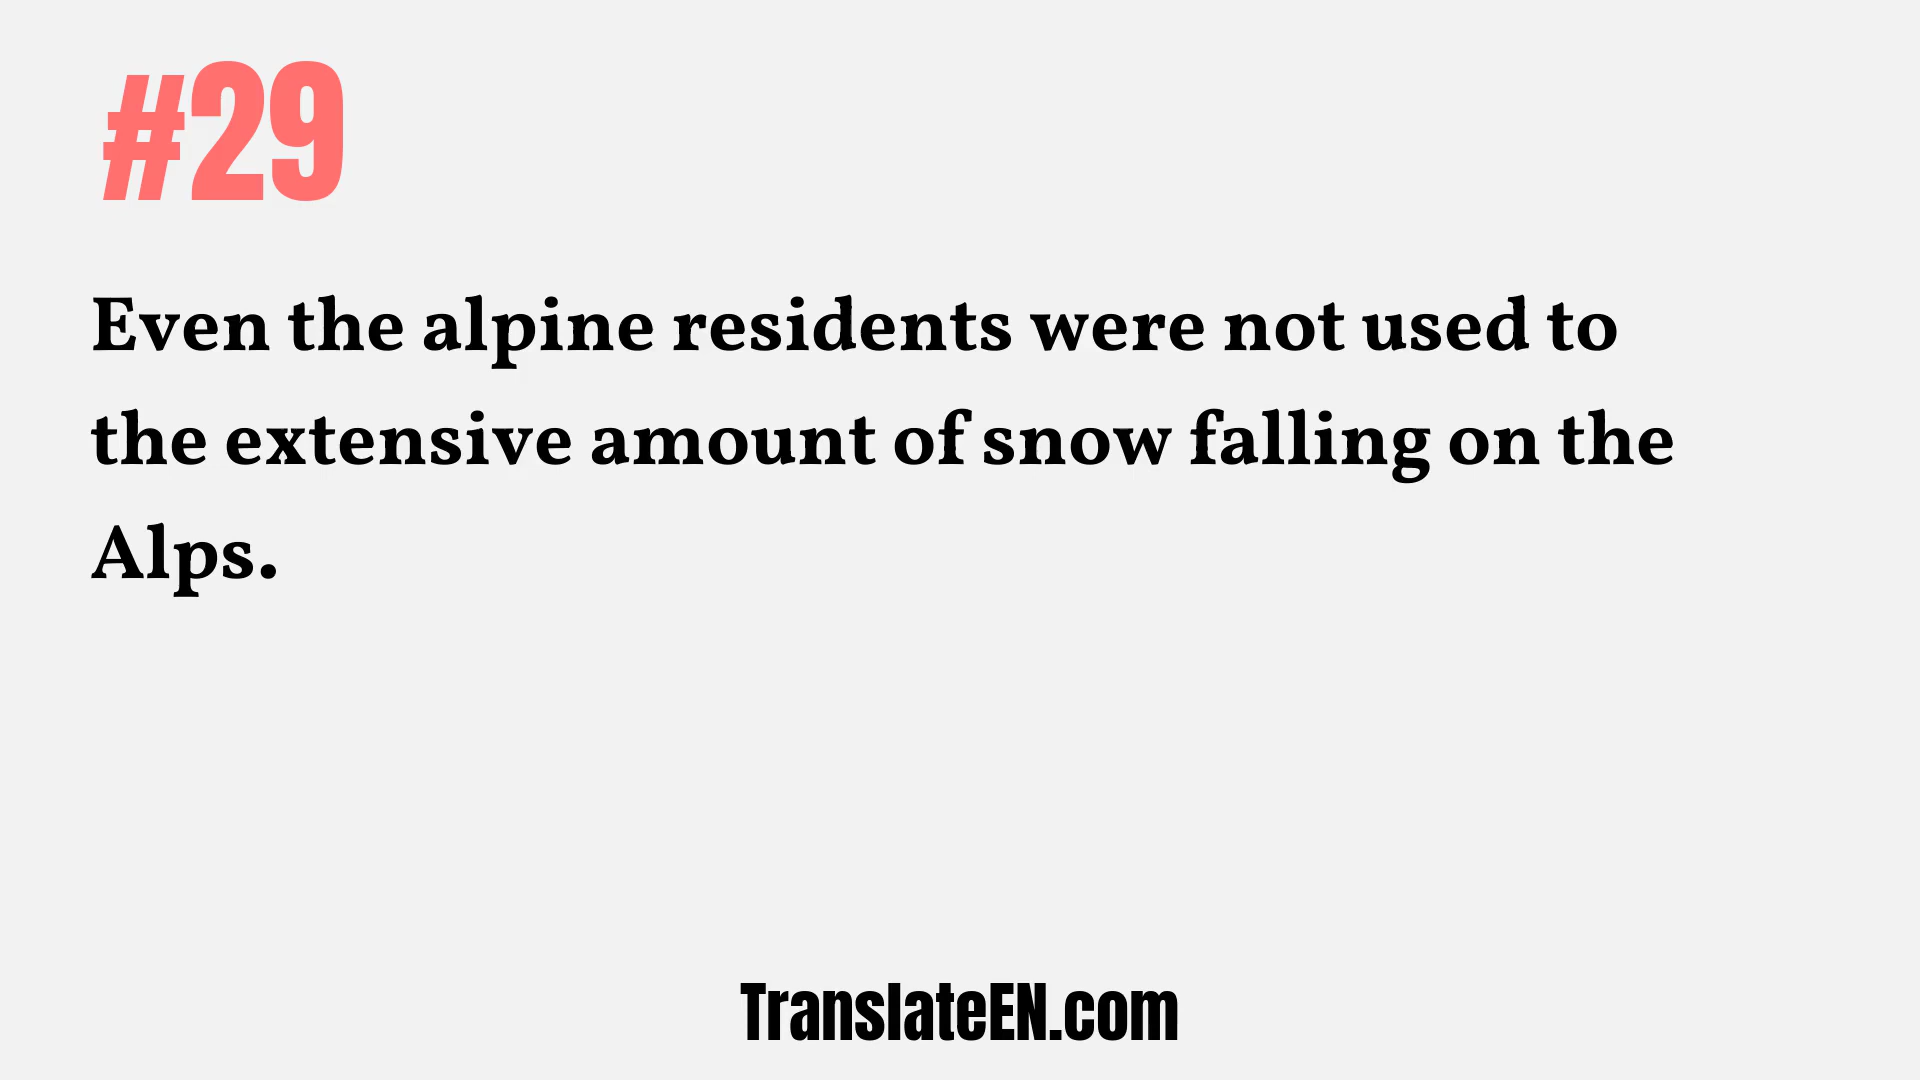 #29
Even the alpine residents were not used to
the extensive amount of snow falling on the
Alps.
TranslateEN.com